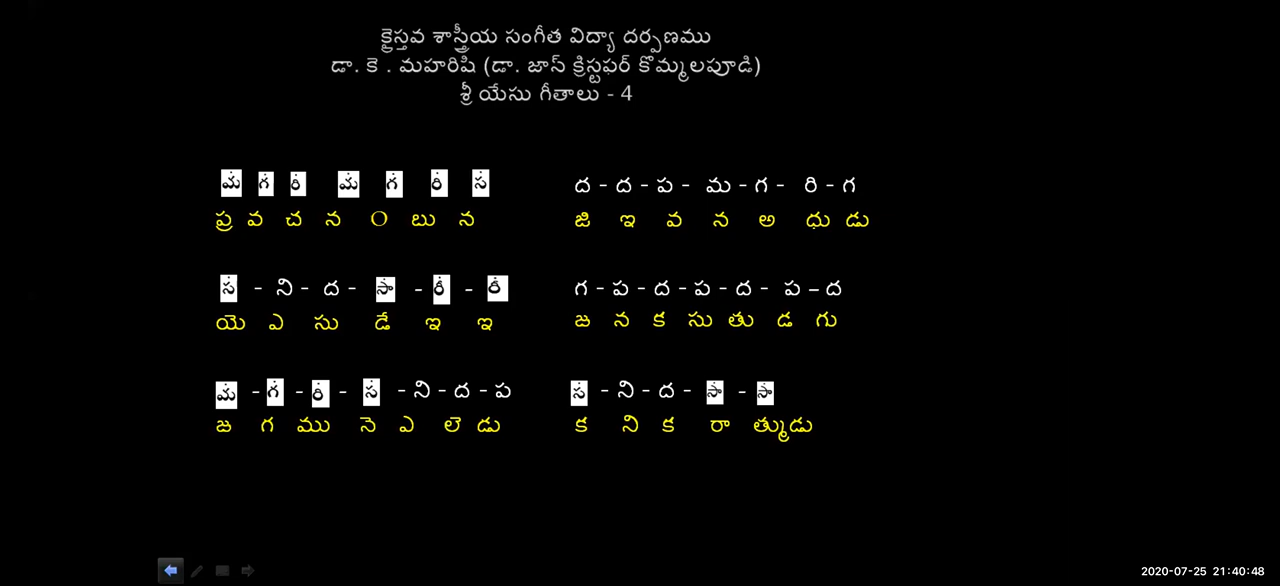 క్రైస్తవ శాస్త్రీయ సంగీత విద్యా దర్పణము
డా. కె . మహరిషి (డా. జాన్ క్రిస్టఫర్ కొమ్మలపూడి)
శ్రీ యేసు గీతాలు - 4
మ̇ గ̇ రి̇ మ̇ గ̇ రి̇ స̇ ద - ద - ప - మ - గ - రి - గ
ప్ర వ చ న ం బు న జి ఇ వ న అ ధు డు
స̇ - ని - ద - సా̇ - రీ̇ - రీ̇ గ - ప - ద - ప - ద - ప – ద
యె ఎ సు డే ఇ ఇ జ న క సు తు డ గు
మ̇ - గ̇ - రి̇ - స̇ - ని - ద - ప స̇ - ని - ద - సా̇ - సా̇
జ గ ము నె ఎ లె డు క ని క రా త్ముడు
2020-07-25 21:40:48